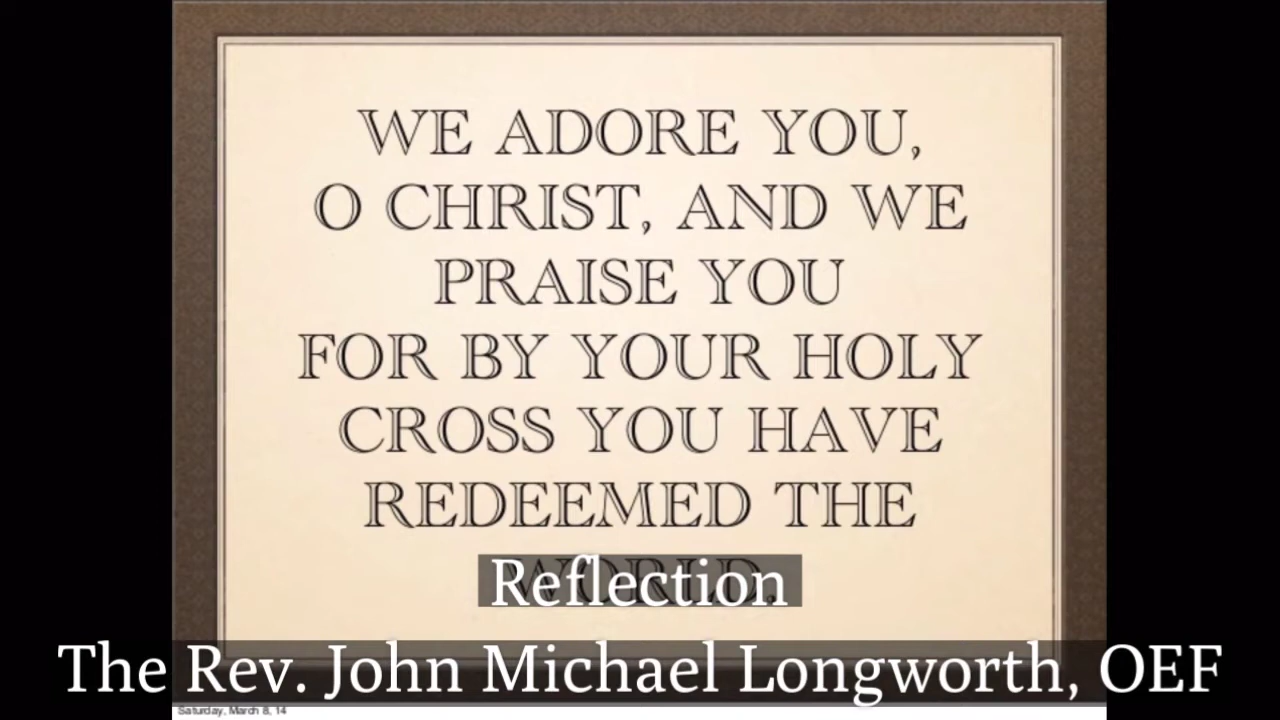 WE ADORE YOU,
O CHRIST, AND WE
PRAISE YOU
FOR BY YOUR HOLY
CROSS YOU HAVE
REDEEMED THE
WORLD.
Reflection
The Rev. John Michael Longworth, OEF
Saturday, March 8, 14